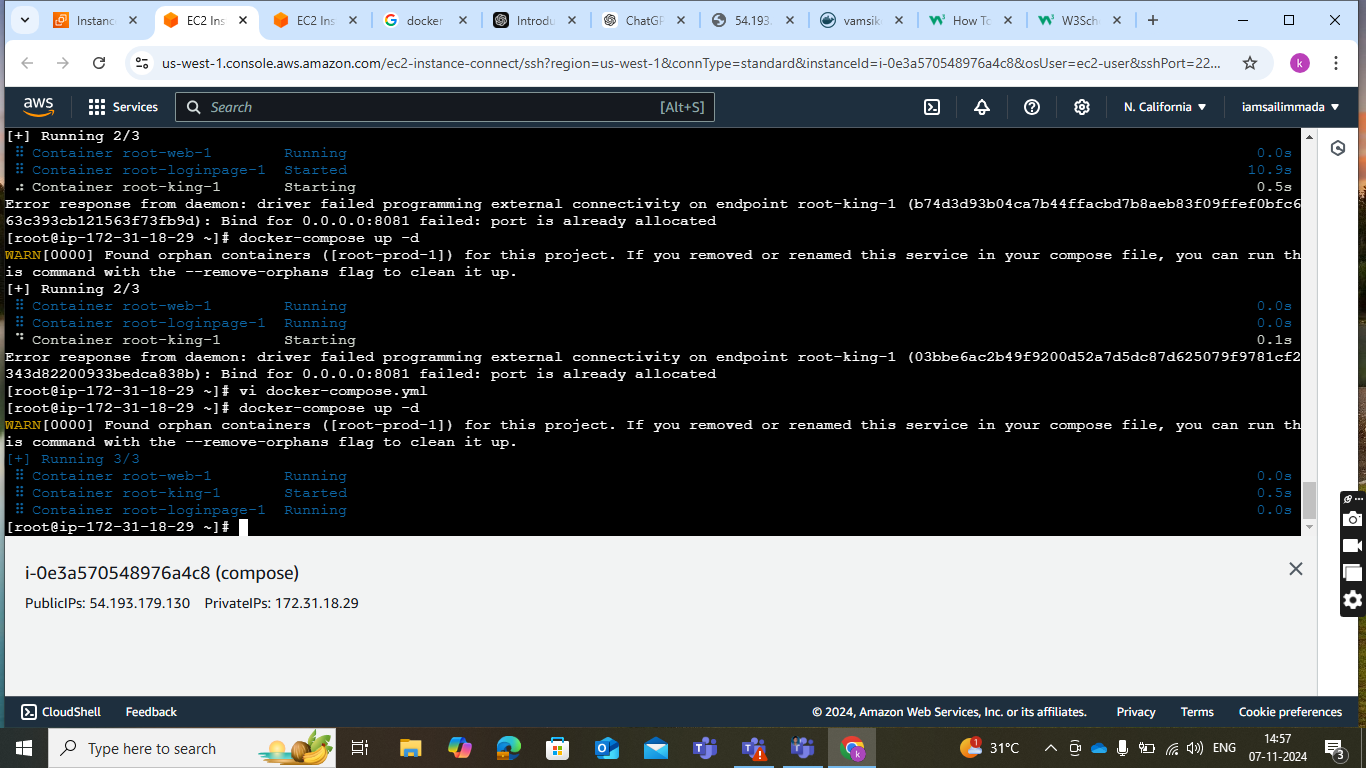 Instanc
EC2 Ins
EC2 Ins
docker
Introdu
ChatGP
54.193.
vamsik
How To
W3Sch
us-west-1.console.aws.amazon.com/ec2-instance-connect/ssh?region=us-west-1&connType=standard&instanceId=i-0e3a570548976a4c8&osUser=ec2-user&sshPort=22...
k
aws
Services
Search
[Alt+S]
N. California
iamsailimmada
[+] Running 2/3
Container root-web-1 Running 0.0s
Container root-loginpage-1 Started 10.9s
Container root-king-1 Starting 0.5s
Error response from daemon: driver failed programming external connectivity on endpoint root-king-1 (b74d3d93b04ca7b44ffacbd7b8aeb83f09ffef0bfc6
63c393cb121563f73fb9d): Bind for 0.0.0.0:8081 failed: port is already allocated
[root@ip-172-31-18-29 ~]# docker-compose up -d
WARN[0000] Found orphan containers ([root-prod-1]) for this project. If you removed or renamed this service in your compose file, you can run th
is command with the --remove-orphans flag to clean it up.
[+] Running 2/3
Container root-web-1 Running 0.0s
Container root-loginpage-1 Running 0.0s
Container root-king-1 Starting 0.1s
Error response from daemon: driver failed programming external connectivity on endpoint root-king-1 (03bbe6ac2b49f9200d52a7d5dc87d625079f9781cf2
343d82200933bedca838b): Bind for 0.0.0.0:8081 failed: port is already allocated
[root@ip-172-31-18-29 ~]# vi docker-compose.yml
[root@ip-172-31-18-29 ~]# docker-compose up -d
WARN[0000] Found orphan containers ([root-prod-1]) for this project. If you removed or renamed this service in your compose file, you can run th
is command with the --remove-orphans flag to clean it up.
[+] Running 3/3
Container root-web-1 Running 0.0s
Container root-king-1 Started 0.5s
Container root-loginpage-1 Running 0.0s
[root@ip-172-31-18-29 ~]#
i-0e3a570548976a4c8 (compose)
PublicIPs: 54.193.179.130 PrivateIPs: 172.31.18.29
CloudShell
Feedback
© 2024, Amazon Web Services, Inc. or its affiliates.
Privacy
Terms
Cookie preferences
Type here to search
k
1
31°C
ENG
14:57
07-11-2024
3